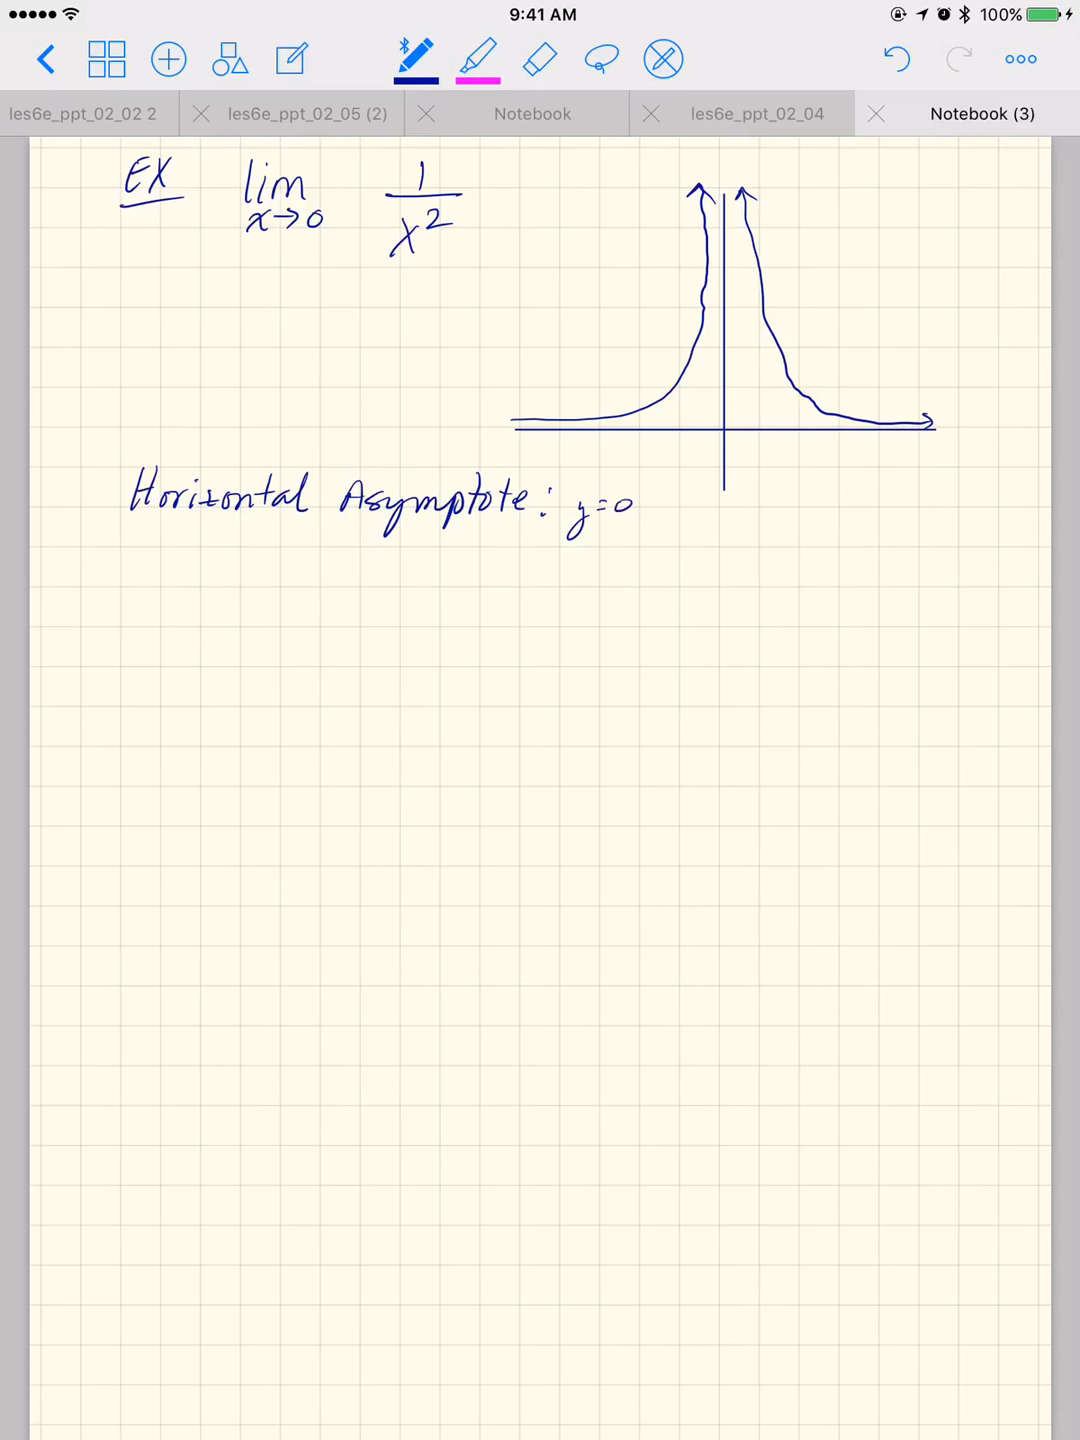 9:41 AM 100%
les6e_ppt_02_02 2 les6e_ppt_02_05 (2) Notebook les6e_ppt_02_04 Notebook (3)
EX lim x→0 1/x²
Horizontal Asymptote: y=0